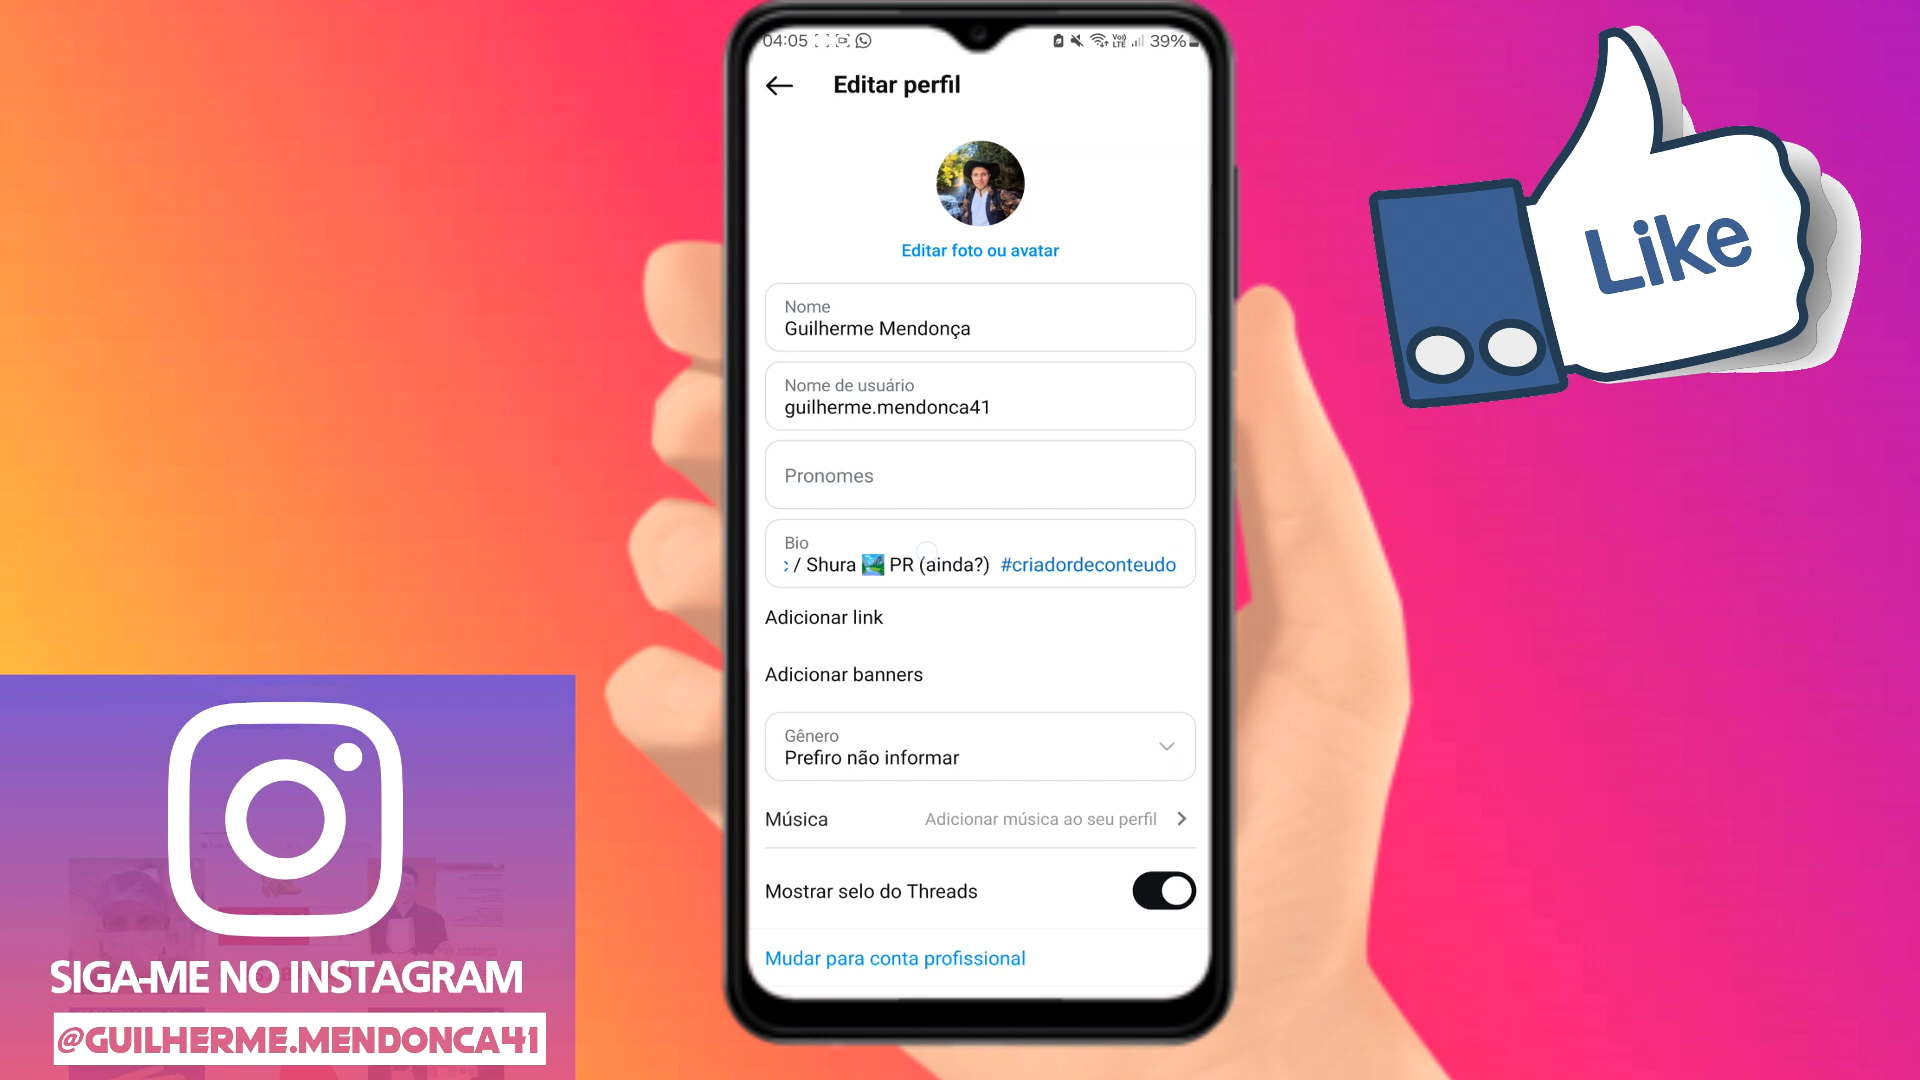 04:05
Vo)) LTE
39%
Editar perfil
Editar foto ou avatar
Nome
Guilherme Mendonça
Nome de usuário
guilherme.mendonca41
Pronomes
Bio
/ Shura 🏞️ PR (ainda?) #criadordeconteudo
Adicionar link
Adicionar banners
Gênero
Prefiro não informar
Música Adicionar música ao seu perfil
Mostrar selo do Threads
Mudar para conta profissional
Like
SIGA-ME NO INSTAGRAM
@GUILHERME.MENDONCA41